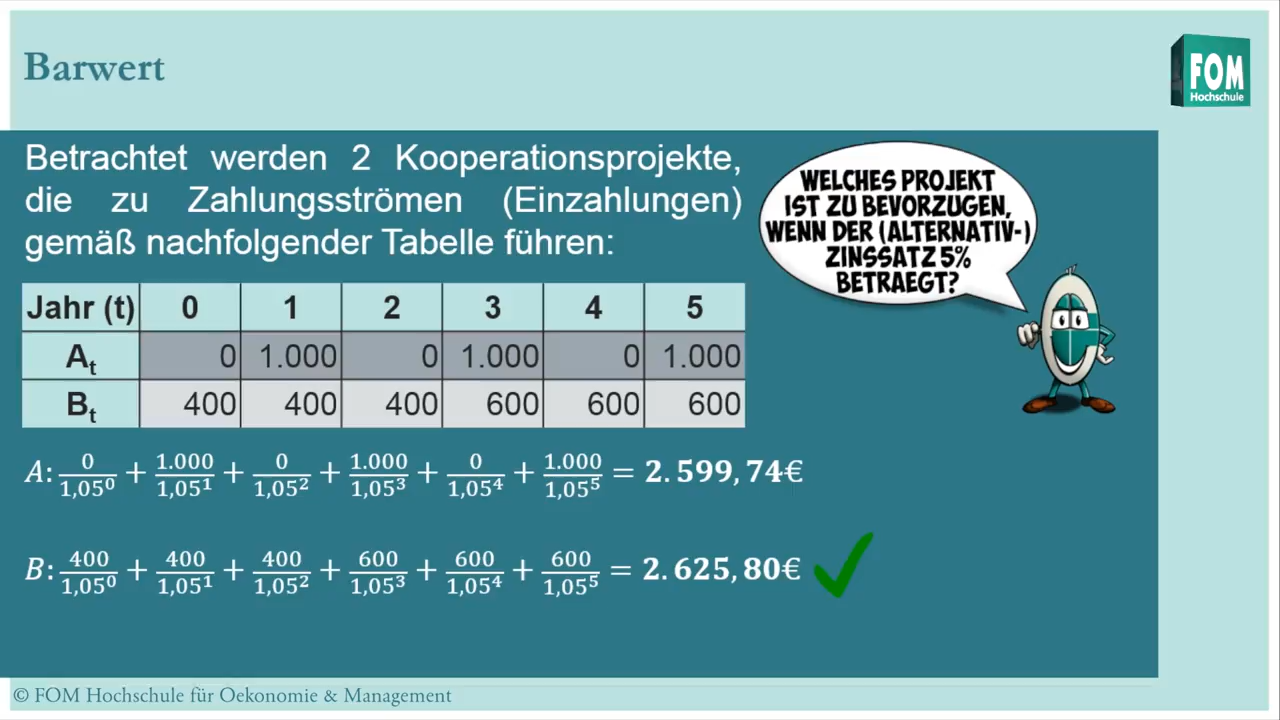 Barwert
FOM
Hochschule
Betrachtet werden 2 Kooperationsprojekte,
die zu Zahlungsströmen (Einzahlungen)
gemäß nachfolgender Tabelle führen:
WELCHES PROJEKT
IST ZU BEVORZUGEN,
WENN DER (ALTERNATIV-)
ZINSSATZ 5%
BETRAEGT?
Jahr (t) 0 1 2 3 4 5
At 0 1.000 0 1.000 0 1.000
Bt 400 400 400 600 600 600
A: 0/1,05^0 + 1.000/1,05^1 + 0/1,05^2 + 1.000/1,05^3 + 0/1,05^4 + 1.000/1,05^5 = 2.599,74€
B: 400/1,05^0 + 400/1,05^1 + 400/1,05^2 + 600/1,05^3 + 600/1,05^4 + 600/1,05^5 = 2.625,80€
© FOM Hochschule für Oekonomie & Management